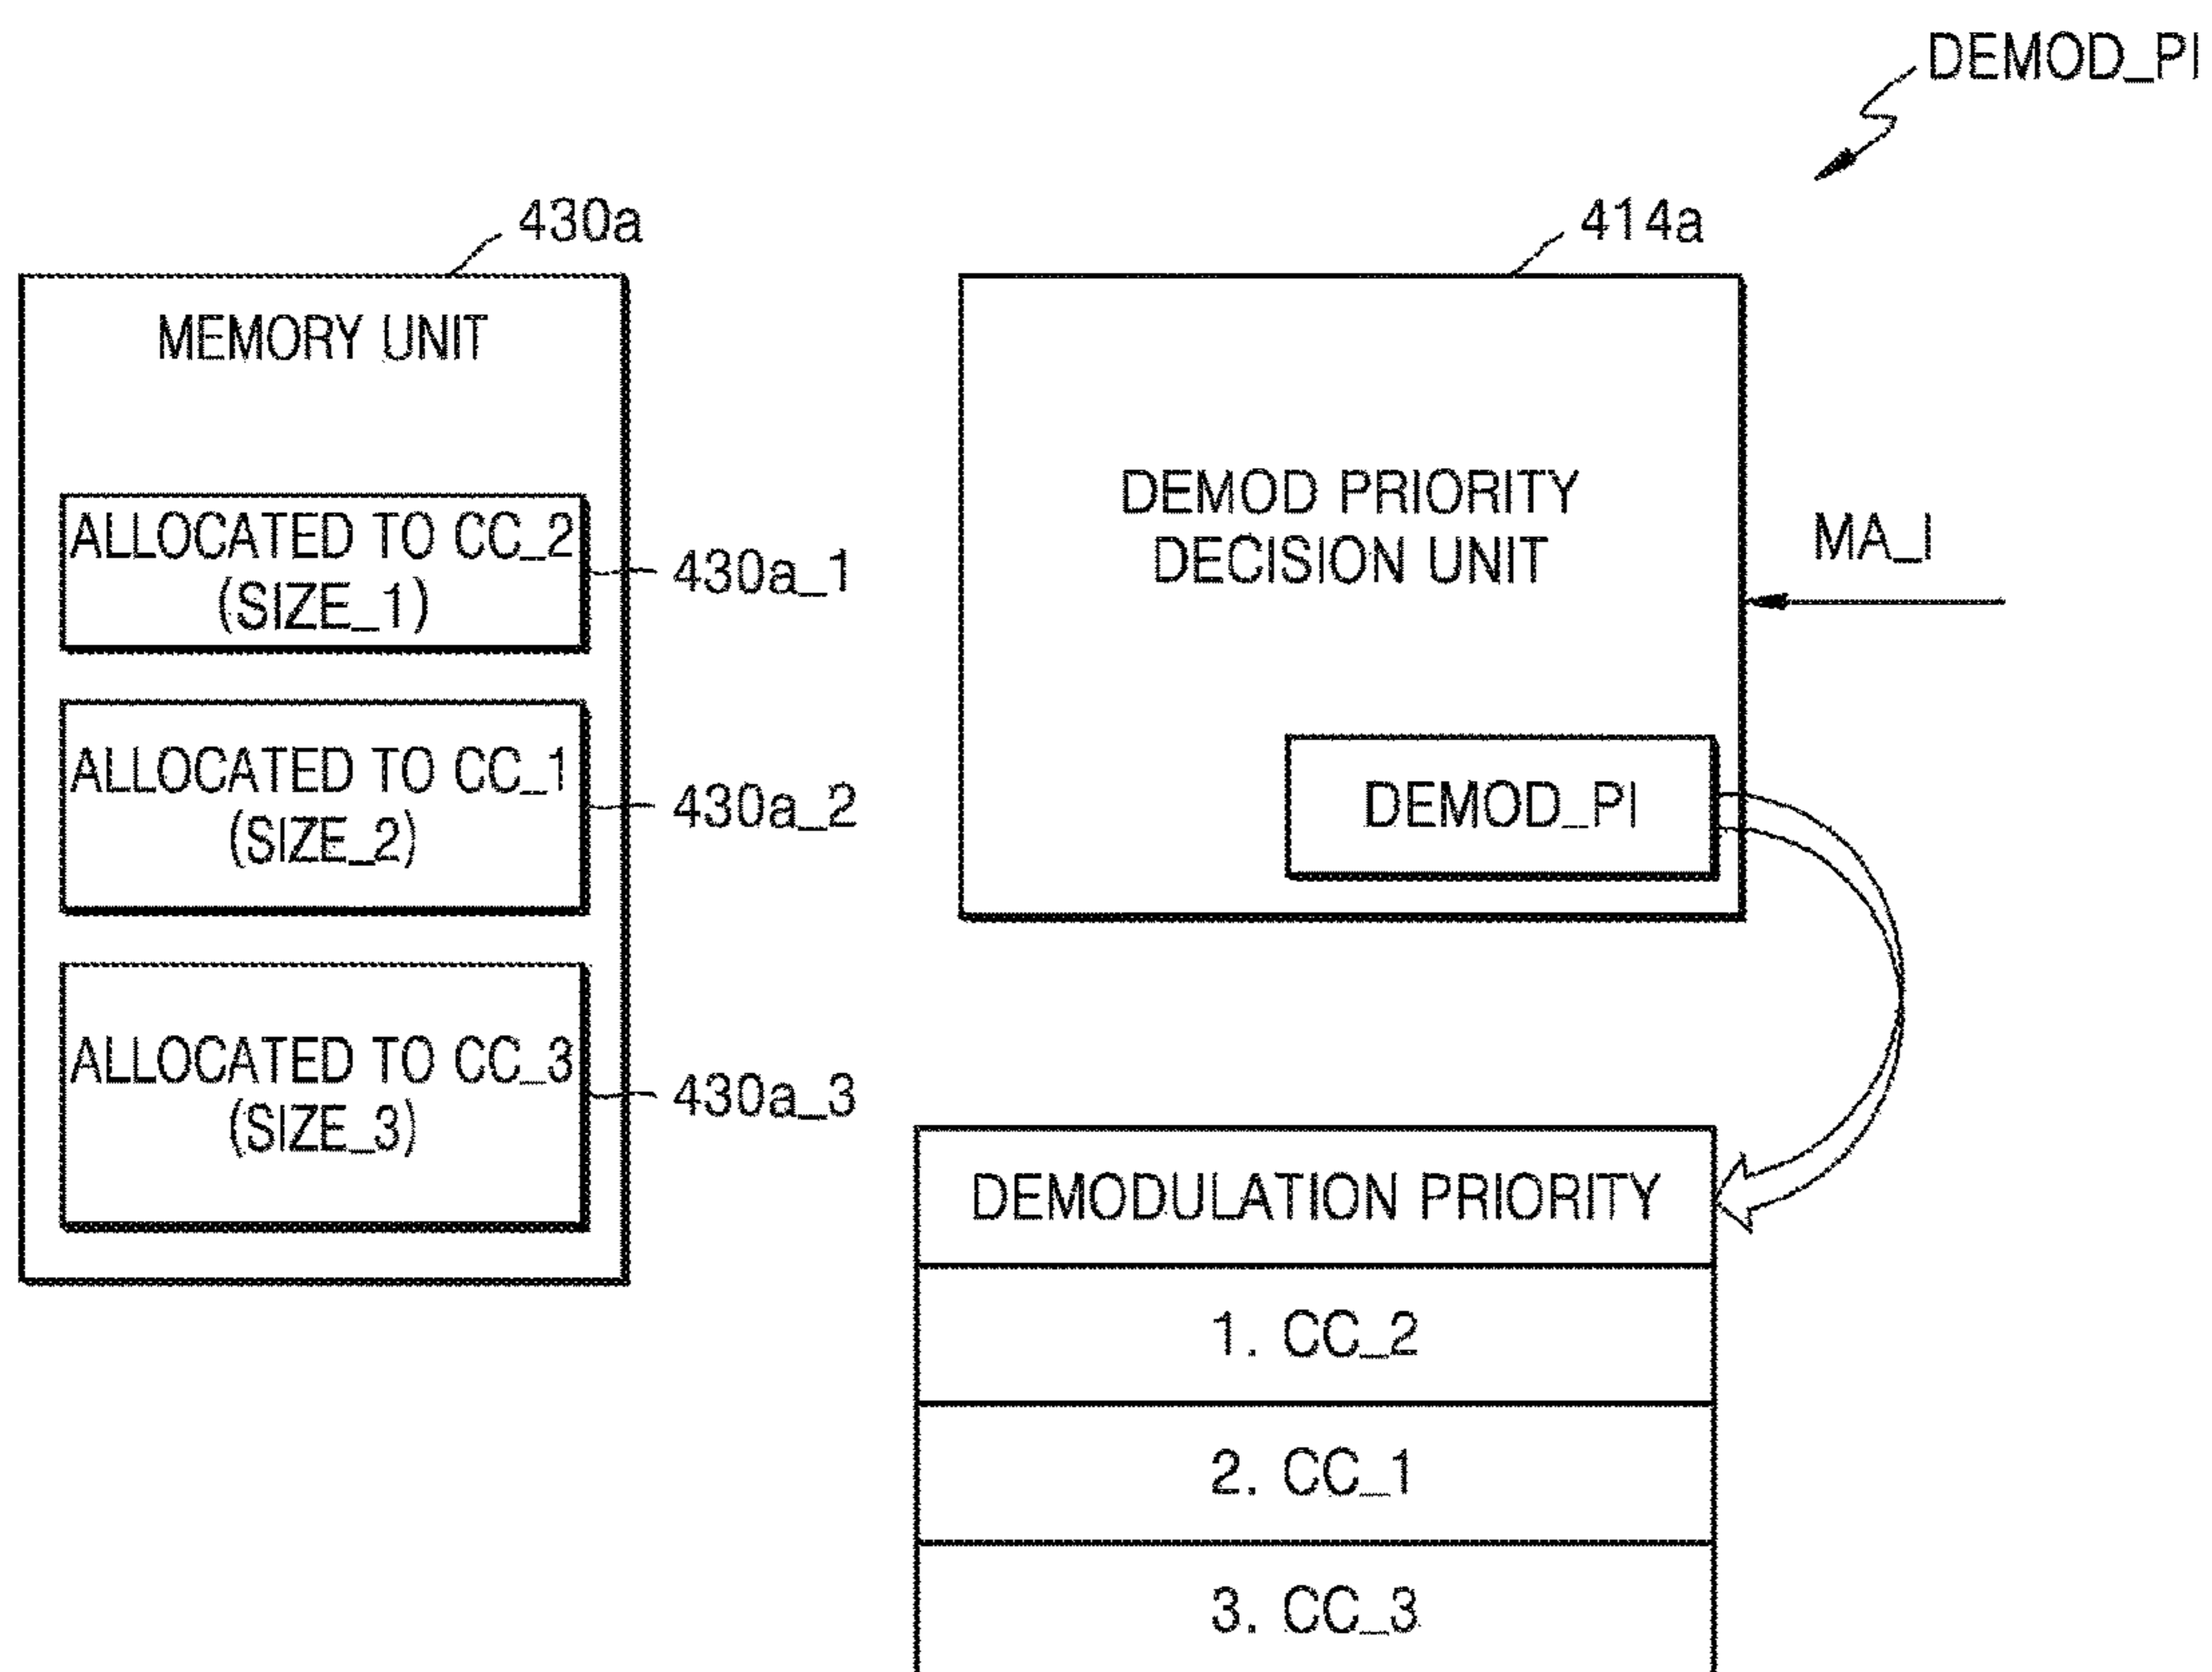 DEMOD_PI
430a
414a
MEMORY UNIT
ALLOCATED TO CC_2
(SIZE_1)
430a_1
ALLOCATED TO CC_1
(SIZE_2)
430a_2
ALLOCATED TO CC_3
(SIZE_3)
430a_3
DEMOD PRIORITY
DECISION UNIT
MA_I
DEMOD_PI
DEMODULATION PRIORITY
1. CC_2
2. CC_1
3. CC_3